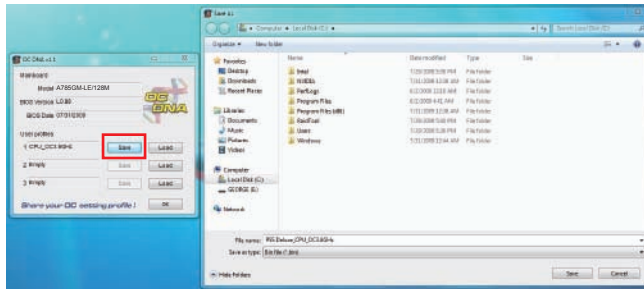 OC DNA v1.1
Mainboard
Model A785GM-LE/128M
BIOS Version L0.88
BIOS Date 07/31/2009
OC DNA
User profiles
1 CPU_OC3.8GHz
Save
Load
2 Empty
Save
Load
3 Empty
Save
Load
Share your OC setting profile !
OK
Save as
Computer
Local Disk (C:)
Search Local Disk (C:)
Organize
New folder
Favorites
Desktop
Downloads
Recent Places
Libraries
Documents
Music
Pictures
Videos
Computer
Local Disk (C:)
GEORGE (E:)
Network
Name
Date modified
Type
Size
Intel
File folder
NVIDIA
File folder
PerfLogs
File folder
Program Files
File folder
Program Files (x86)
File folder
RaidTool
File folder
Users
File folder
Windows
File folder
File name:
Save as type:
Hide Folders
Save
Cancel